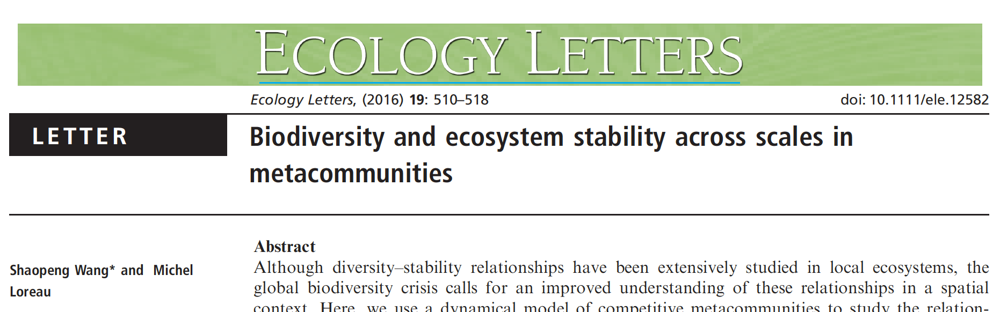 ECOLOGY LETTERS
Ecology Letters, (2016) 19: 510–518
doi: 10.1111/ele.12582
LETTER
Biodiversity and ecosystem stability across scales in
metacommunities
Shaopeng Wang* and Michel
Loreau
Abstract
Although diversity–stability relationships have been extensively studied in local ecosystems, the
global biodiversity crisis calls for an improved understanding of these relationships in a spatial
context. Here, we use a dynamical model of competitive metacommunities to study the relation-